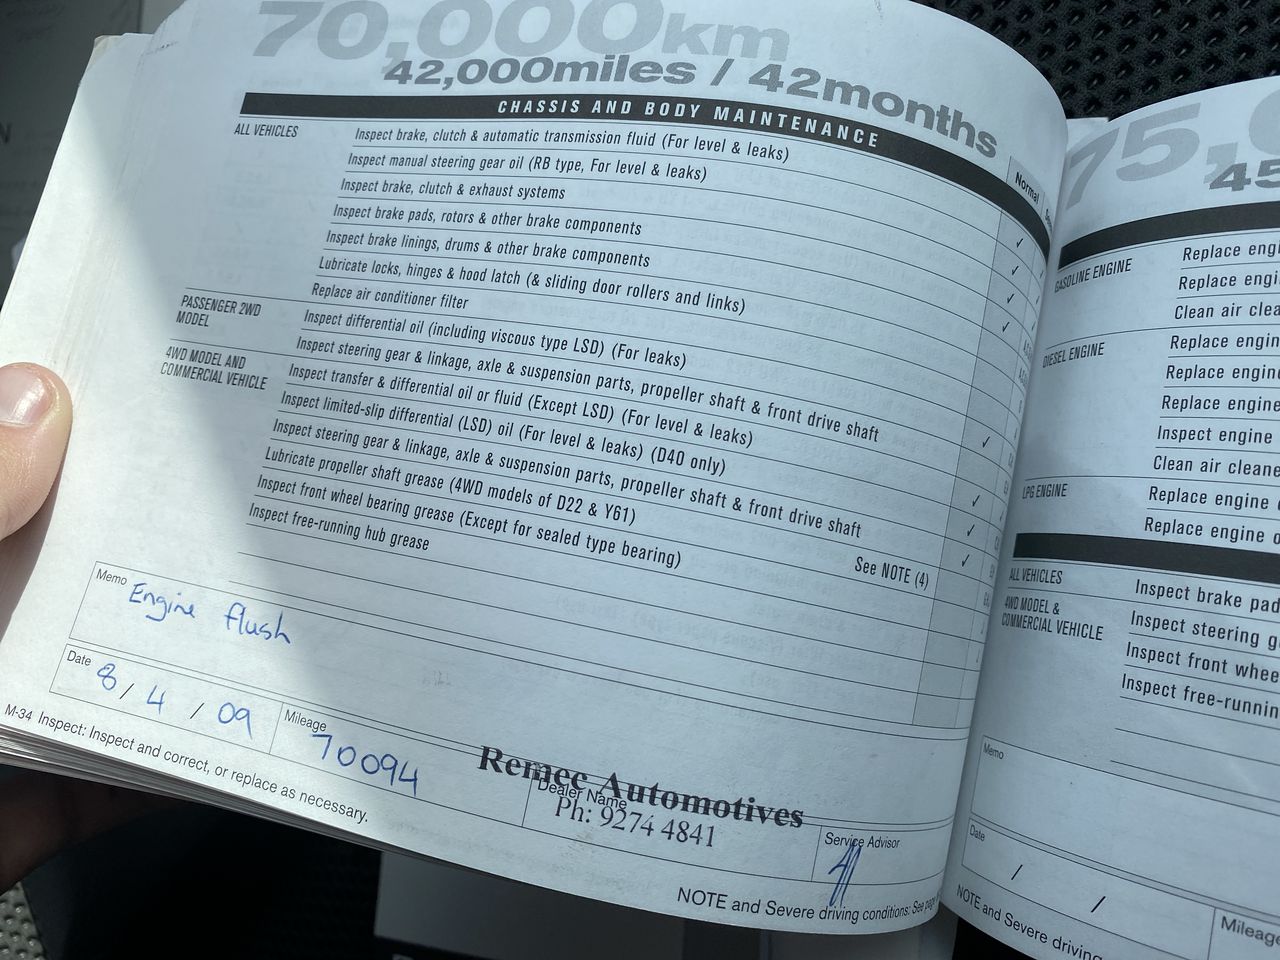 70,000km
42,000miles / 42months
CHASSIS AND BODY MAINTENANCE
Normal
ALL VEHICLES
Inspect brake, clutch & automatic transmission fluid (For level & leaks)
Inspect manual steering gear oil (RB type, For level & leaks)
Inspect brake, clutch & exhaust systems
Inspect brake pads, rotors & other brake components
Inspect brake linings, drums & other brake components
Lubricate locks, hinges & hood latch (& sliding door rollers and links)
Replace air conditioner filter
PASSENGER 2WD
MODEL
Inspect differential oil (including viscous type LSD) (For leaks)
Inspect steering gear & linkage, axle & suspension parts, propeller shaft & front drive shaft
4WD MODEL AND
COMMERCIAL VEHICLE
Inspect transfer & differential oil or fluid (Except LSD) (For level & leaks)
Inspect limited-slip differential (LSD) oil (For level & leaks) (D40 only)
Inspect steering gear & linkage, axle & suspension parts, propeller shaft & front drive shaft
Lubricate propeller shaft grease (4WD models of D22 & Y61)
Inspect front wheel bearing grease (Except for sealed type bearing) See NOTE (4)
Inspect free-running hub grease
Memo
Engine flush
Date
8 / 4 / 09
Mileage
70094
Remec Automotives
Dealer Name
Ph: 9274 4841
Service Advisor
M-34 Inspect: Inspect and correct, or replace as necessary.
NOTE and Severe driving conditions: See
75,
45
GASOLINE ENGINE
Replace engi
Replace engi
Clean air clea
DIESEL ENGINE
Replace engin
Replace engine
Replace engine
Inspect engine
Clean air cleane
LPG ENGINE
Replace engine
Replace engine o
ALL VEHICLES
Inspect brake pad
4WD MODEL &
COMMERCIAL VEHICLE
Inspect steering g
Inspect front whee
Inspect free-runnin
Memo
Date
/ /
Mileage
NOTE and Severe driving